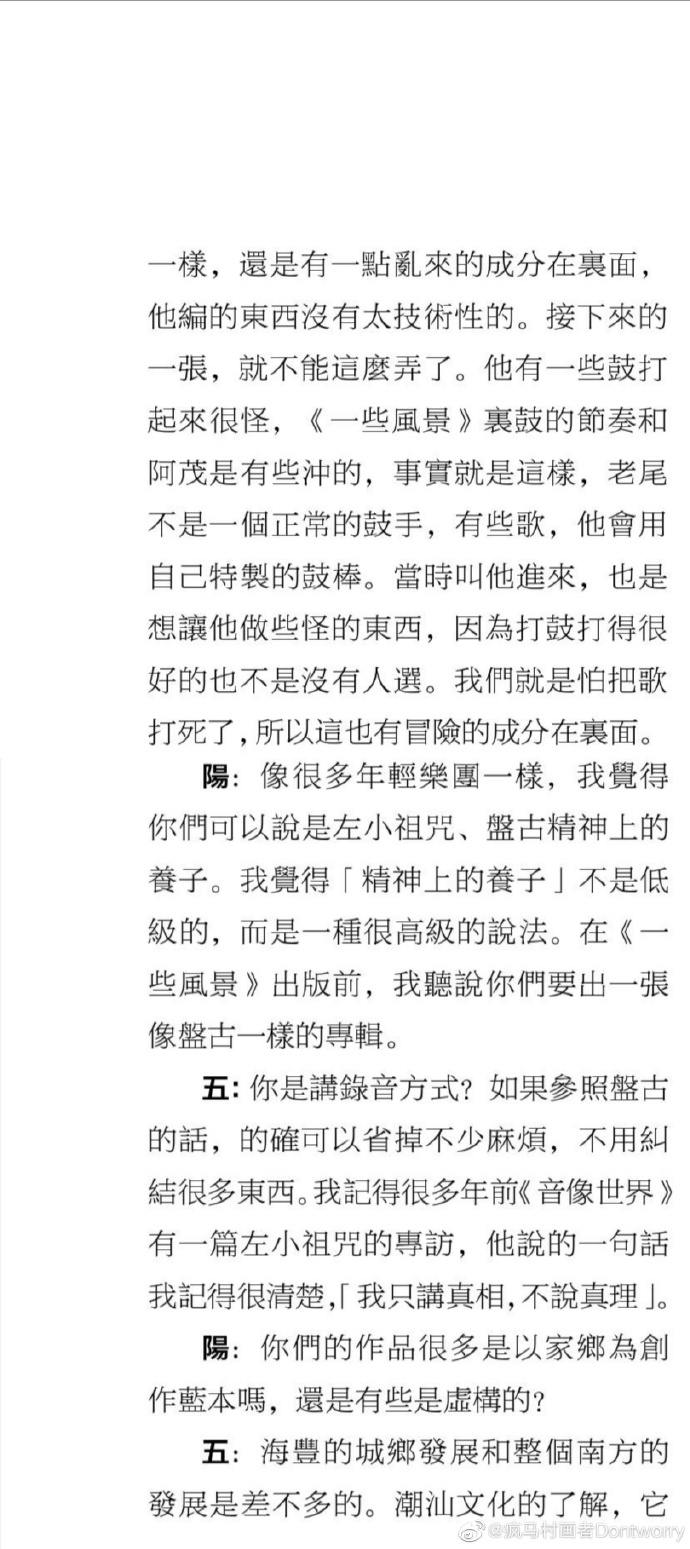 一樣，還是有一點亂來的成分在裏面，
他編的東西沒有太技術性的。接下來的
一張，就不能這麼弄了。他有一些鼓打
起來很怪，《一些風景》裏鼓的節奏和
阿茂是有些沖的，事實就是這樣，老尾
不是一個正常的鼓手，有些歌，他會用
自己特製的鼓棒。當時叫他進來，也是
想讓他做些怪的東西，因為打鼓打得很
好的也不是沒有人選。我們就是怕把歌
打死了，所以這也有冒險的成分在裏面。
陽：像很多年輕樂團一樣，我覺得
你們可以說是左小祖咒、盤古精神上的
養子。我覺得「精神上的養子」不是低
級的，而是一種很高級的說法。在《一
些風景》出版前，我聽說你們要出一張
像盤古一樣的專輯。
五：你是講錄音方式？如果參照盤古
的話，的確可以省掉不少麻煩，不用糾
結很多東西。我記得很多年前《音像世界》
有一篇左小祖咒的專訪，他說的一句話
我記得很清楚，「我只講真相，不說真理」。
陽：你們的作品很多是以家鄉為創
作藍本嗎，還是有些是虛構的？
五：海豐的城鄉發展和整個南方的
發展是差不多的。潮汕文化的了解，它
@疯马村画者Dontworry